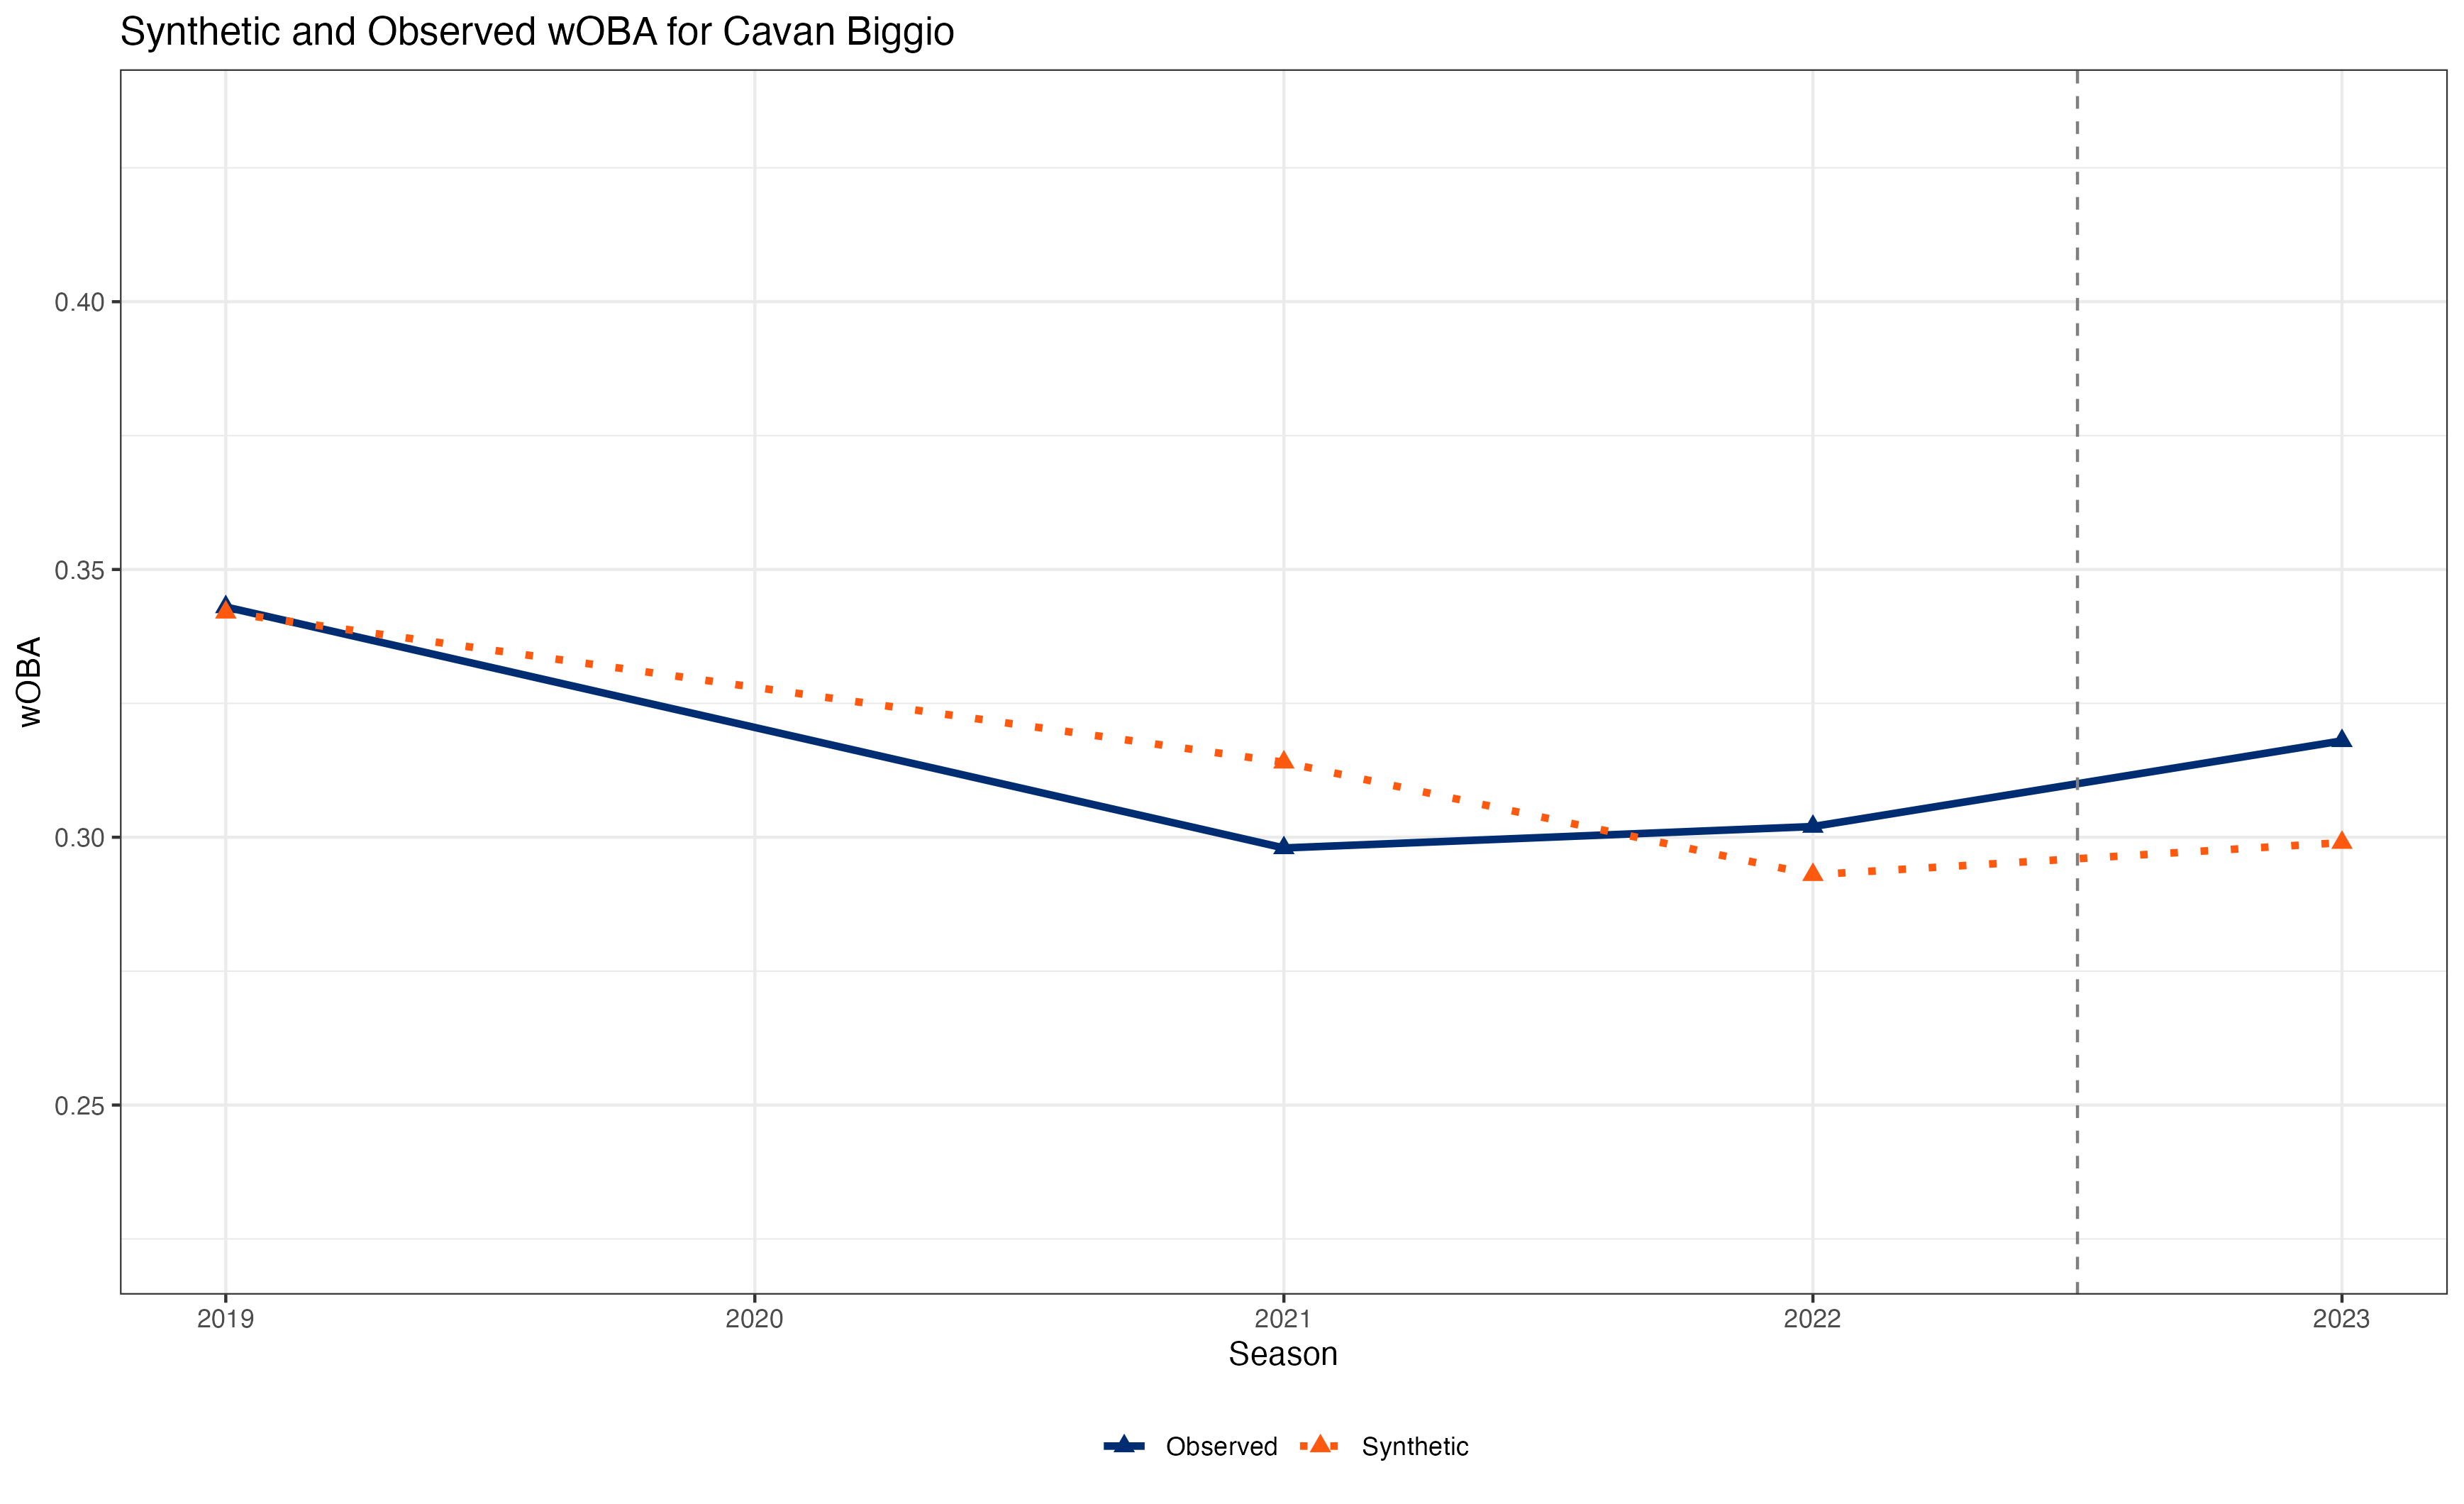 Synthetic and Observed wOBA for Cavan Biggio
wOBA
0.40
0.35
0.30
0.25
2019 2020 2021 2022 2023
Season
Observed Synthetic